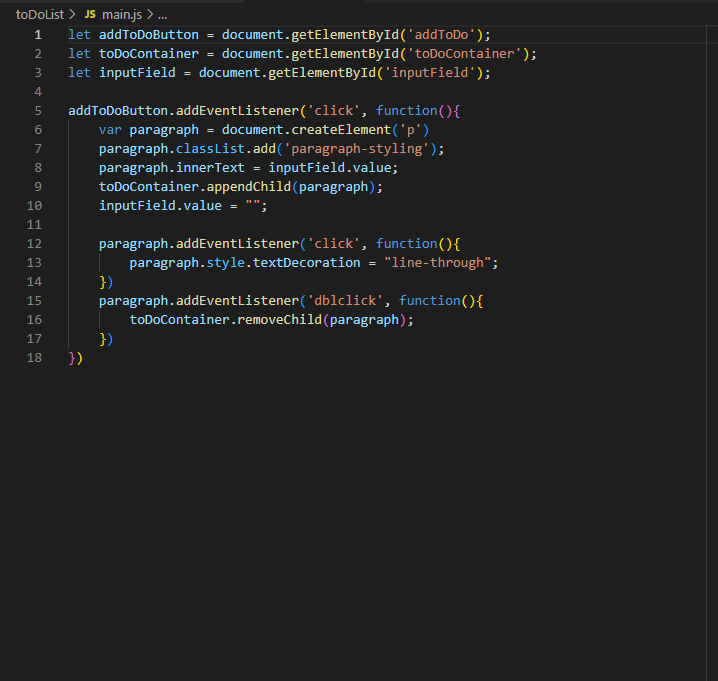 toDoList > JS main.js > ...
1 let addToDoButton = document.getElementById('addToDo');
2 let toDoContainer = document.getElementById('toDoContainer');
3 let inputField = document.getElementById('inputField');
4
5 addToDoButton.addEventListener('click', function(){
6     var paragraph = document.createElement('p')
7     paragraph.classList.add('paragraph-styling');
8     paragraph.innerText = inputField.value;
9     toDoContainer.appendChild(paragraph);
10     inputField.value = "";
11
12     paragraph.addEventListener('click', function(){
13         paragraph.style.textDecoration = "line-through";
14     })
15     paragraph.addEventListener('dblclick', function(){
16         toDoContainer.removeChild(paragraph);
17     })
18 })